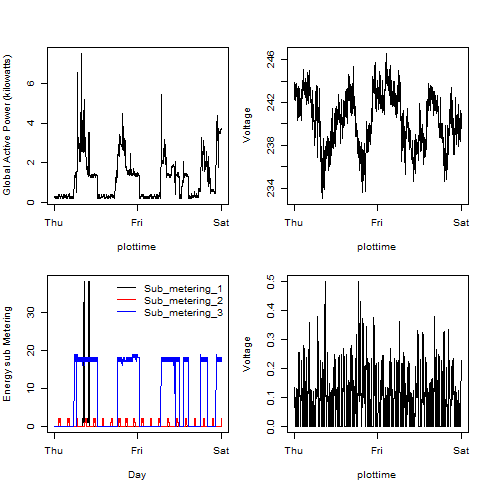 Global Active Power (kilowatts)
0 2 4 6
Thu Fri Sat
plottime
Voltage
234 238 242 246
Thu Fri Sat
plottime
Energy sub Metering
0 10 20 30
Sub_metering_1
Sub_metering_2
Sub_metering_3
Thu Fri Sat
Day
Voltage
0.0 0.1 0.2 0.3 0.4 0.5
Thu Fri Sat
plottime